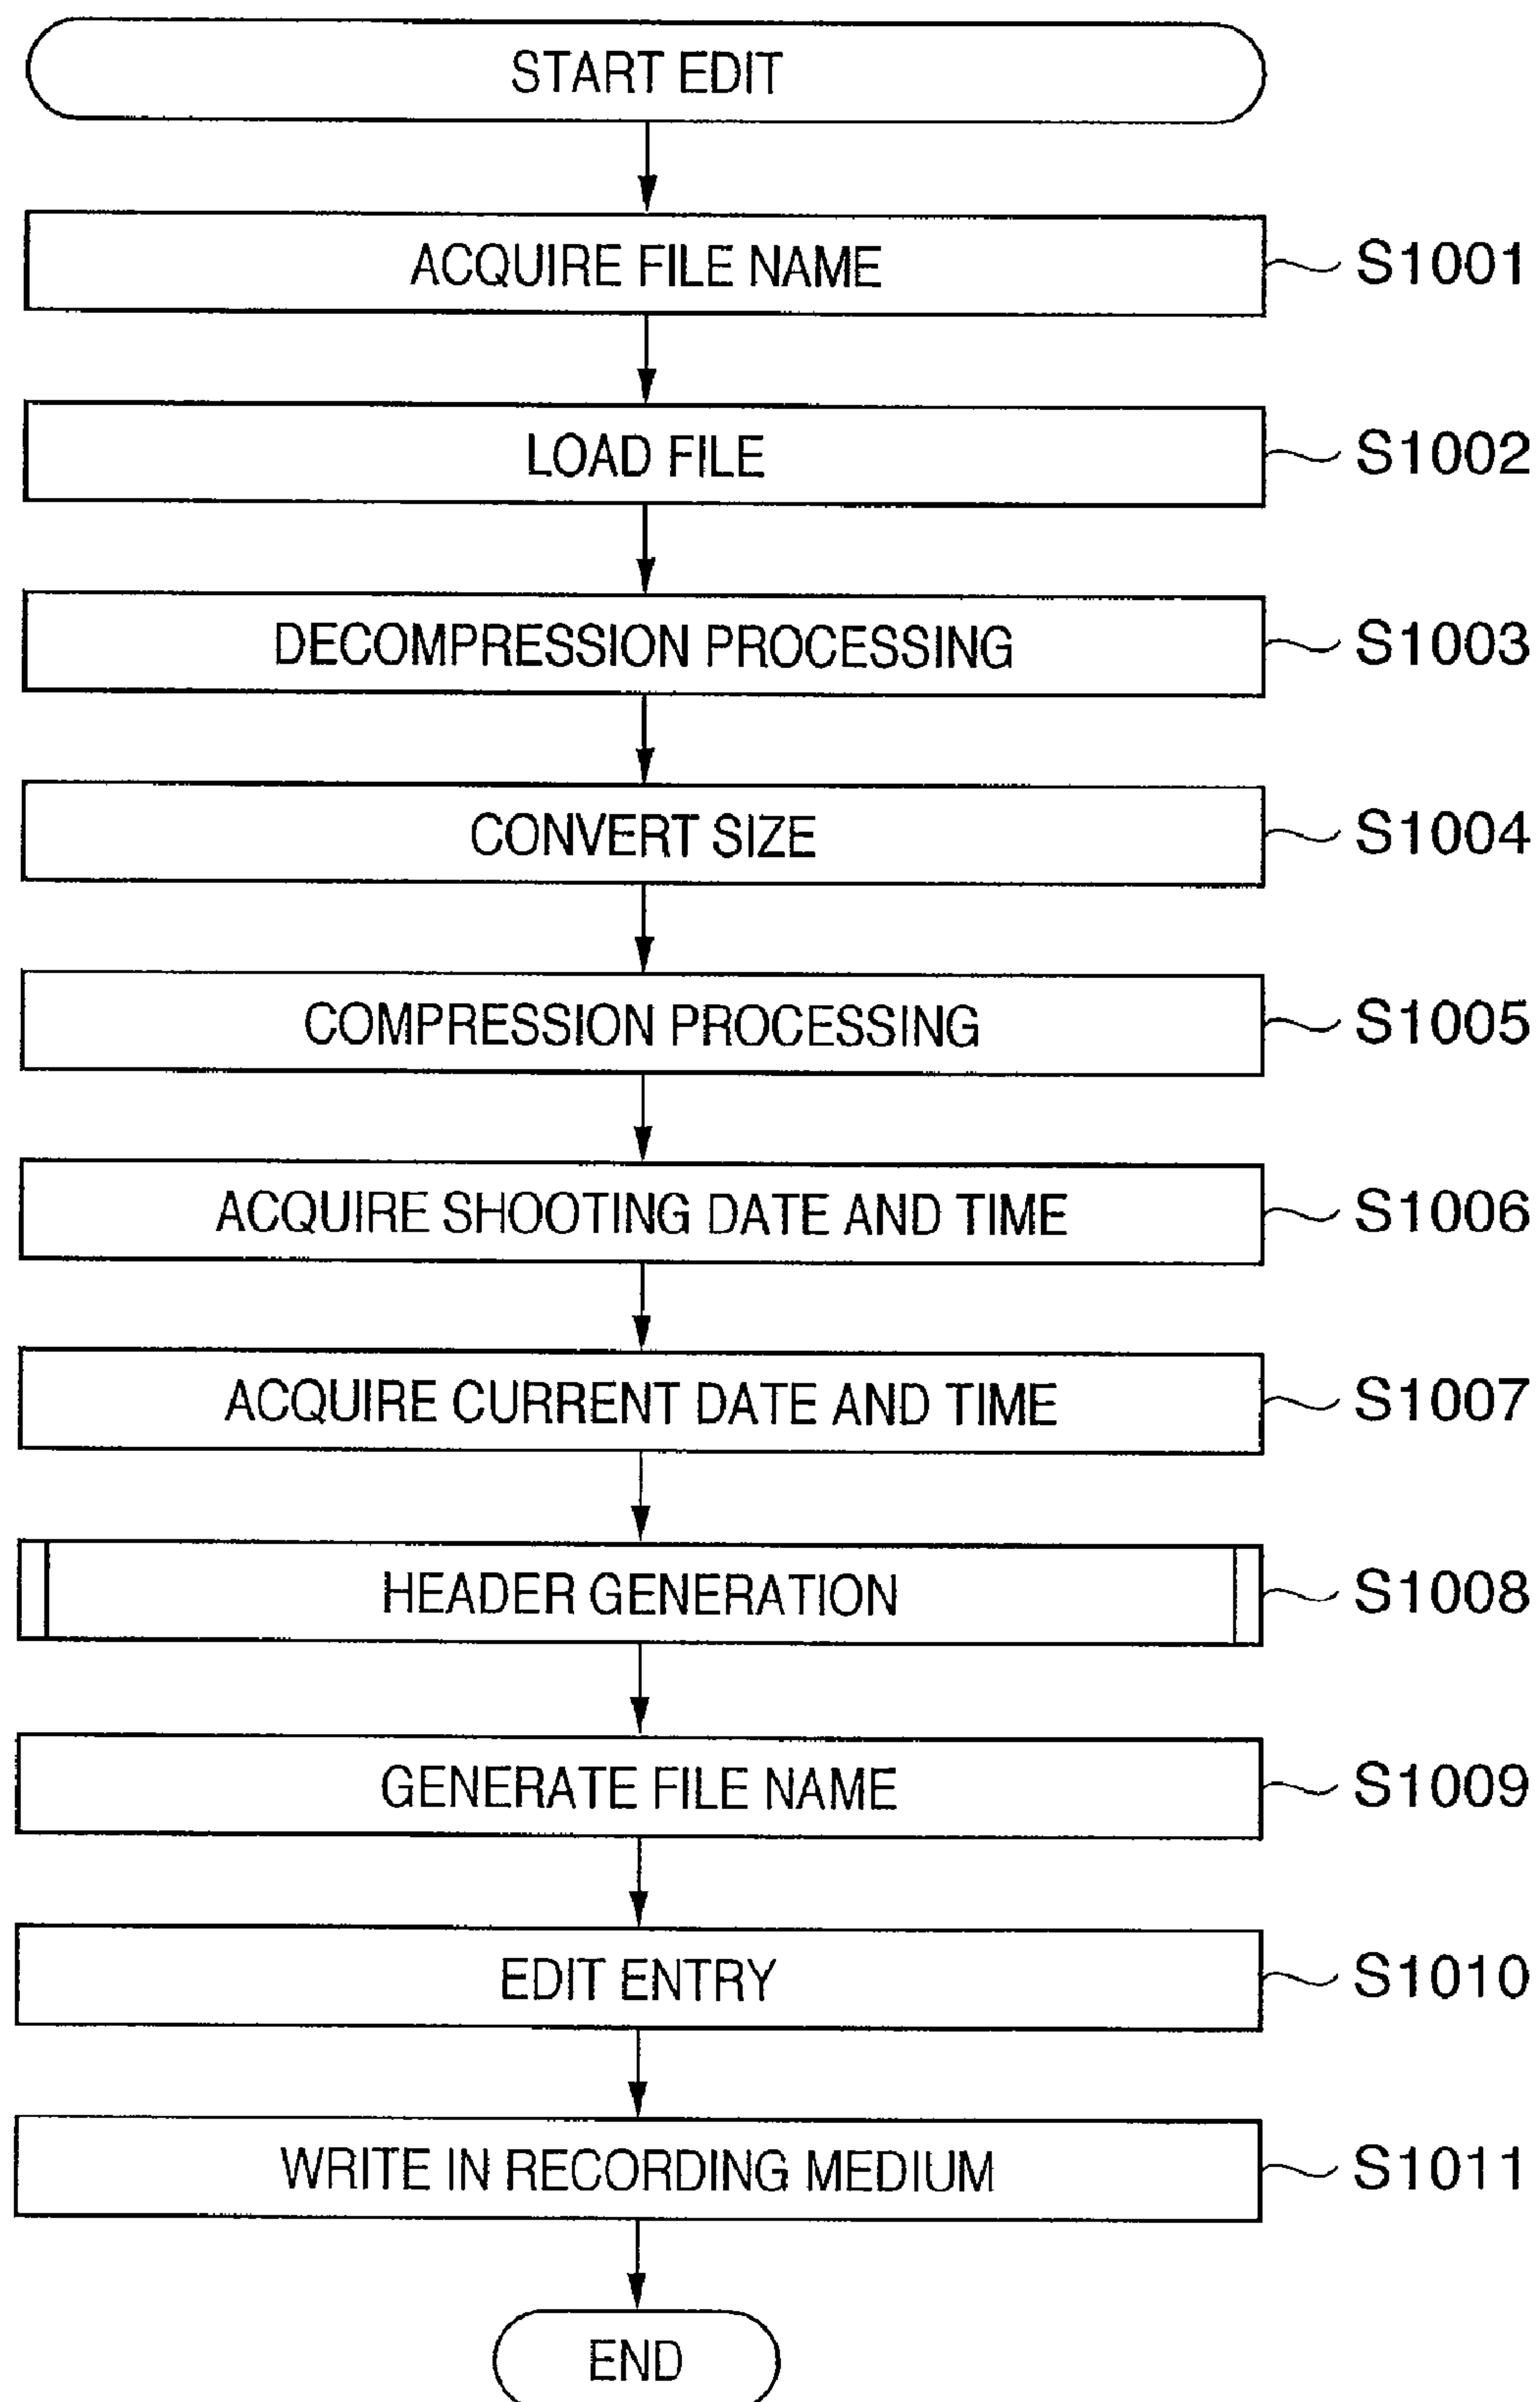 START EDIT
ACQUIRE FILE NAME
S1001
LOAD FILE
S1002
DECOMPRESSION PROCESSING
S1003
CONVERT SIZE
S1004
COMPRESSION PROCESSING
S1005
ACQUIRE SHOOTING DATE AND TIME
S1006
ACQUIRE CURRENT DATE AND TIME
S1007
HEADER GENERATION
S1008
GENERATE FILE NAME
S1009
EDIT ENTRY
S1010
WRITE IN RECORDING MEDIUM
S1011
END